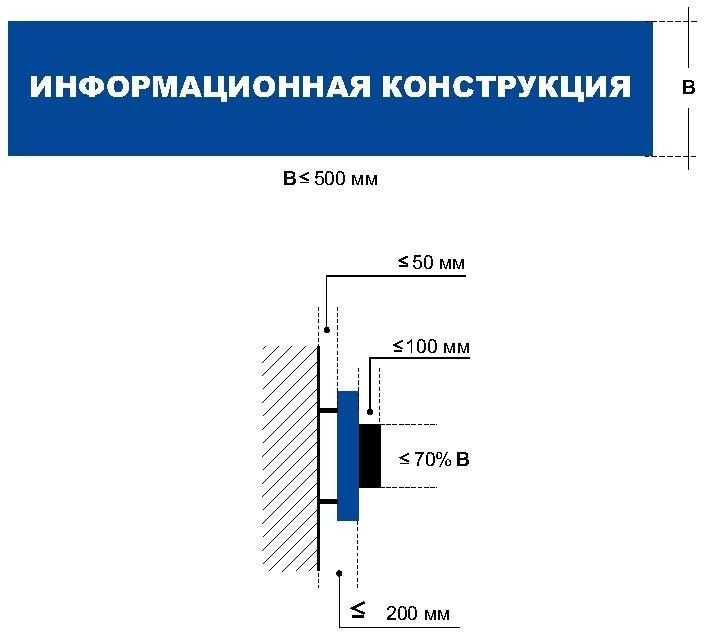 ИНФОРМАЦИОННАЯ КОНСТРУКЦИЯ
В
В≤500 мм
≤50 мм
≤100 мм
≤70% В
≤ 200 мм